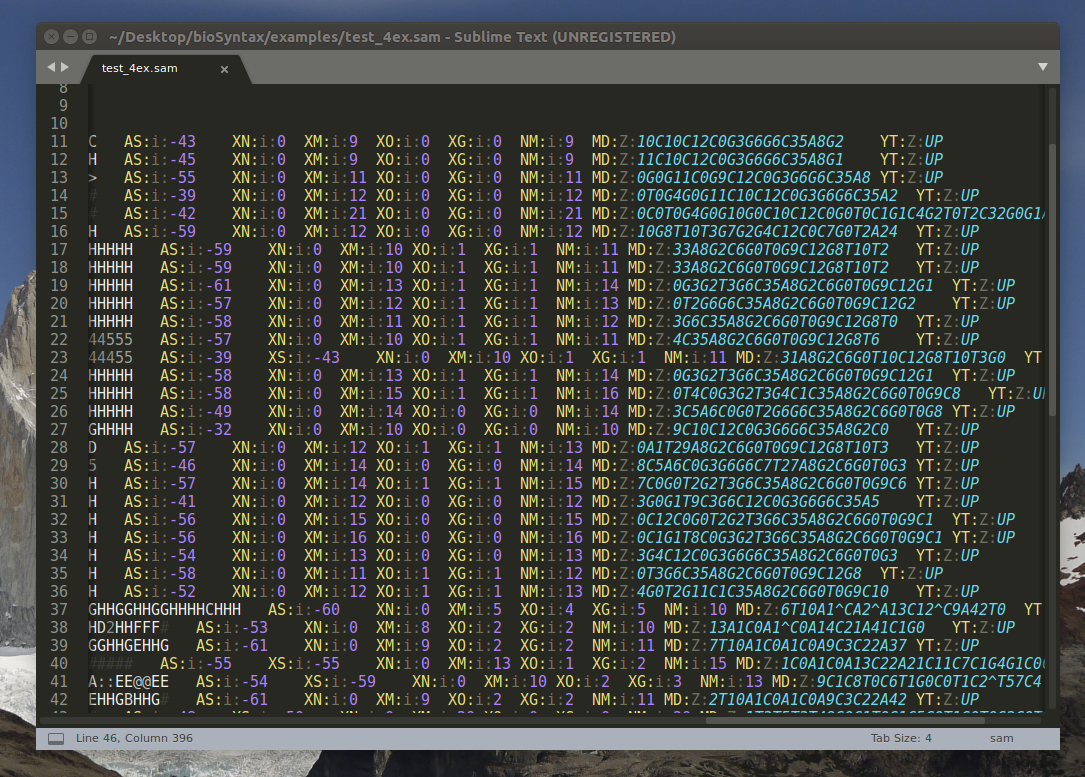 ~/Desktop/bioSyntax/examples/test_4ex.sam - Sublime Text (UNREGISTERED)
test_4ex.sam
8
9
10
11 C AS:i:-43 XN:i:0 XM:i:9 XO:i:0 XG:i:0 NM:i:9 MD:Z:10C10C12C0G3G6G6C35A8G2 YT:Z:UP
12 H AS:i:-45 XN:i:0 XM:i:9 XO:i:0 XG:i:0 NM:i:9 MD:Z:11C10C12C0G3G6G6C35A8G1 YT:Z:UP
13 > AS:i:-55 XN:i:0 XM:i:11 XO:i:0 XG:i:0 NM:i:11 MD:Z:0G0G11C0G9C12C0G3G6G6C35A8 YT:Z:UP
14 # AS:i:-39 XN:i:0 XM:i:12 XO:i:0 XG:i:0 NM:i:12 MD:Z:0T0G4G0G11C10C12C0G3G6G6C35A2 YT:Z:UP
15 # AS:i:-42 XN:i:0 XM:i:21 XO:i:0 XG:i:0 NM:i:21 MD:Z:0C0T0G4G0G10G0C10C12C0G0T0C1G1C4G2T0T2C32G0G1
16 H AS:i:-59 XN:i:0 XM:i:12 XO:i:0 XG:i:0 NM:i:12 MD:Z:10G8T10T3G7G2G4C12C0C7G0T2A24 YT:Z:UP
17 HHHHH AS:i:-59 XN:i:0 XM:i:10 XO:i:1 XG:i:1 NM:i:11 MD:Z:33A8G2C6G0T0G9C12G8T10T2 YT:Z:UP
18 HHHHH AS:i:-59 XN:i:0 XM:i:10 XO:i:1 XG:i:1 NM:i:11 MD:Z:33A8G2C6G0T0G9C12G8T10T2 YT:Z:UP
19 HHHHH AS:i:-61 XN:i:0 XM:i:13 XO:i:1 XG:i:1 NM:i:14 MD:Z:0G3G2T3G6C35A8G2C6G0T0G9C12G1 YT:Z:UP
20 HHHHH AS:i:-57 XN:i:0 XM:i:12 XO:i:1 XG:i:1 NM:i:13 MD:Z:0T2G6G6C35A8G2C6G0T0G9C12G2 YT:Z:UP
21 HHHHH AS:i:-58 XN:i:0 XM:i:11 XO:i:1 XG:i:1 NM:i:12 MD:Z:3G6C35A8G2C6G0T0G9C12G8T0 YT:Z:UP
22 44555 AS:i:-57 XN:i:0 XM:i:10 XO:i:1 XG:i:1 NM:i:11 MD:Z:4C35A8G2C6G0T0G9C12G8T6 YT:Z:UP
23 44455 AS:i:-39 XS:i:-43 XN:i:0 XM:i:10 XO:i:1 XG:i:1 NM:i:11 MD:Z:31A8G2C6G0T10C12G8T10T3G0 YT
24 HHHHH AS:i:-58 XN:i:0 XM:i:13 XO:i:1 XG:i:1 NM:i:14 MD:Z:0G3G2T3G6C35A8G2C6G0T0G9C12G1 YT:Z:UP
25 HHHHH AS:i:-58 XN:i:0 XM:i:15 XO:i:1 XG:i:1 NM:i:16 MD:Z:0T4C0G3G2T3G4C1C35A8G2C6G0T0G9C8 YT:Z:U
26 HHHHH AS:i:-49 XN:i:0 XM:i:14 XO:i:0 XG:i:0 NM:i:14 MD:Z:3C5A6C0G0T2G6G6C35A8G2C6G0T0G8 YT:Z:UP
27 GHHHH AS:i:-32 XN:i:0 XM:i:10 XO:i:0 XG:i:0 NM:i:10 MD:Z:9C10C12C0G3G6G6C35A8G2C0 YT:Z:UP
28 D AS:i:-57 XN:i:0 XM:i:12 XO:i:1 XG:i:1 NM:i:13 MD:Z:0A1T29A8G2C6G0T0G9C12G8T10T3 YT:Z:UP
29 5 AS:i:-46 XN:i:0 XM:i:14 XO:i:0 XG:i:0 NM:i:14 MD:Z:8C5A6C0G3G6G6C7T27A8G2C6G0T0G3 YT:Z:UP
30 H AS:i:-57 XN:i:0 XM:i:14 XO:i:1 XG:i:1 NM:i:15 MD:Z:7C0G0T2G2T3G6C35A8G2C6G0T0G9C6 YT:Z:UP
31 H AS:i:-41 XN:i:0 XM:i:12 XO:i:0 XG:i:0 NM:i:12 MD:Z:3G0G1T9C3G6C12C0G3G6G6C35A5 YT:Z:UP
32 H AS:i:-56 XN:i:0 XM:i:15 XO:i:0 XG:i:0 NM:i:15 MD:Z:0C12C0G0T2G2T3G6C35A8G2C6G0T0G9C1 YT:Z:UP
33 H AS:i:-56 XN:i:0 XM:i:16 XO:i:0 XG:i:0 NM:i:16 MD:Z:0C1G1T8C0G3G2T3G6C35A8G2C6G0T0G9C1 YT:Z:UP
34 H AS:i:-54 XN:i:0 XM:i:13 XO:i:0 XG:i:0 NM:i:13 MD:Z:3G4C12C0G3G6G6C35A8G2C6G0T0G3 YT:Z:UP
35 H AS:i:-58 XN:i:0 XM:i:11 XO:i:1 XG:i:1 NM:i:12 MD:Z:0T3G6C35A8G2C6G0T0G9C12G8 YT:Z:UP
36 H AS:i:-52 XN:i:0 XM:i:12 XO:i:1 XG:i:1 NM:i:13 MD:Z:4G0T2G11C1C35A8G2C6G0T0G9C10 YT:Z:UP
37 GHHGGHHGGHHHHCHHH AS:i:-60 XN:i:0 XM:i:5 XO:i:4 XG:i:5 NM:i:10 MD:Z:6T10A1^CA2^A13C12^C9A42T0 YT
38 HD2HHFFF# AS:i:-53 XN:i:0 XM:i:8 XO:i:2 XG:i:2 NM:i:10 MD:Z:13A1C0A1^C0A14C21A41C1G0 YT:Z:UP
39 GGHHGEHHG AS:i:-61 XN:i:0 XM:i:9 XO:i:2 XG:i:2 NM:i:11 MD:Z:7T10A1C0A1C0A9C3C22A37 YT:Z:UP
40 ##### AS:i:-55 XS:i:-55 XN:i:0 XM:i:13 XO:i:1 XG:i:2 NM:i:15 MD:Z:1C0A1C0A13C22A21C11C7C1G4G1C0
41 A::EE@@EE AS:i:-54 XS:i:-59 XN:i:0 XM:i:10 XO:i:2 XG:i:3 NM:i:13 MD:Z:9C1C8T0C6T1G0C0T1C2^T57C4
42 EHHGBHHG# AS:i:-61 XN:i:0 XM:i:9 XO:i:2 XG:i:2 NM:i:11 MD:Z:2T10A1C0A1C0A9C3C22A42 YT:Z:UP
Line 46, Column 396 Tab Size: 4 sam